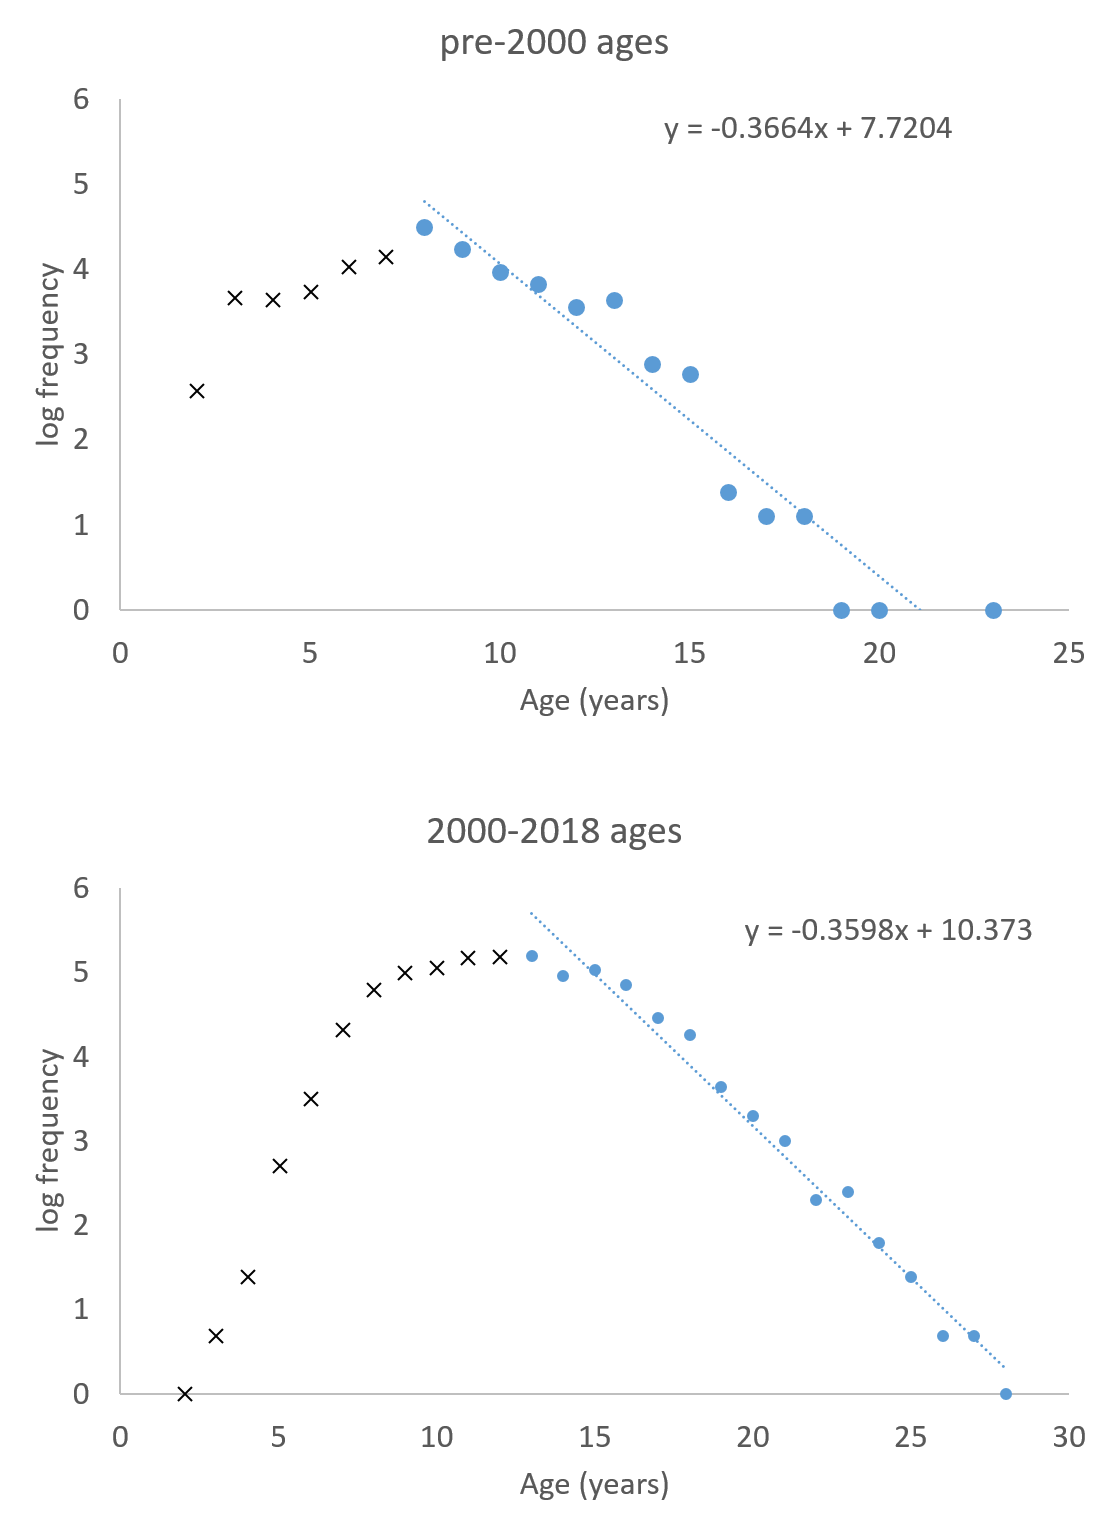 pre-2000 ages
y = -0.3664x + 7.7204
6
5
4
3
2
1
0
log frequency
0 5 10 15 20 25
Age (years)
2000-2018 ages
y = -0.3598x + 10.373
6
5
4
3
2
1
0
log frequency
0 5 10 15 20 25 30
Age (years)